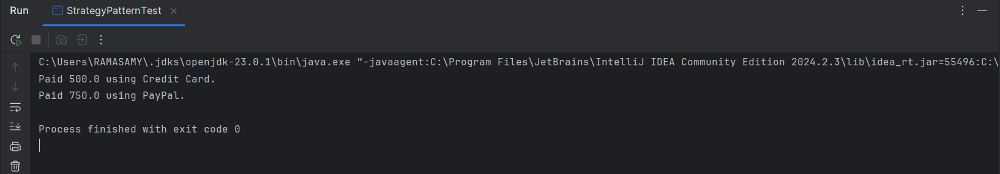 Run StrategyPatternTest
C:\Users\RAMASAMY\.jdks\openjdk-23.0.1\bin\java.exe "-javaagent:C:\Program Files\JetBrains\IntelliJ IDEA Community Edition 2024.2.3\lib\idea_rt.jar=55496:C:\
Paid 500.0 using Credit Card.
Paid 750.0 using PayPal.
Process finished with exit code 0